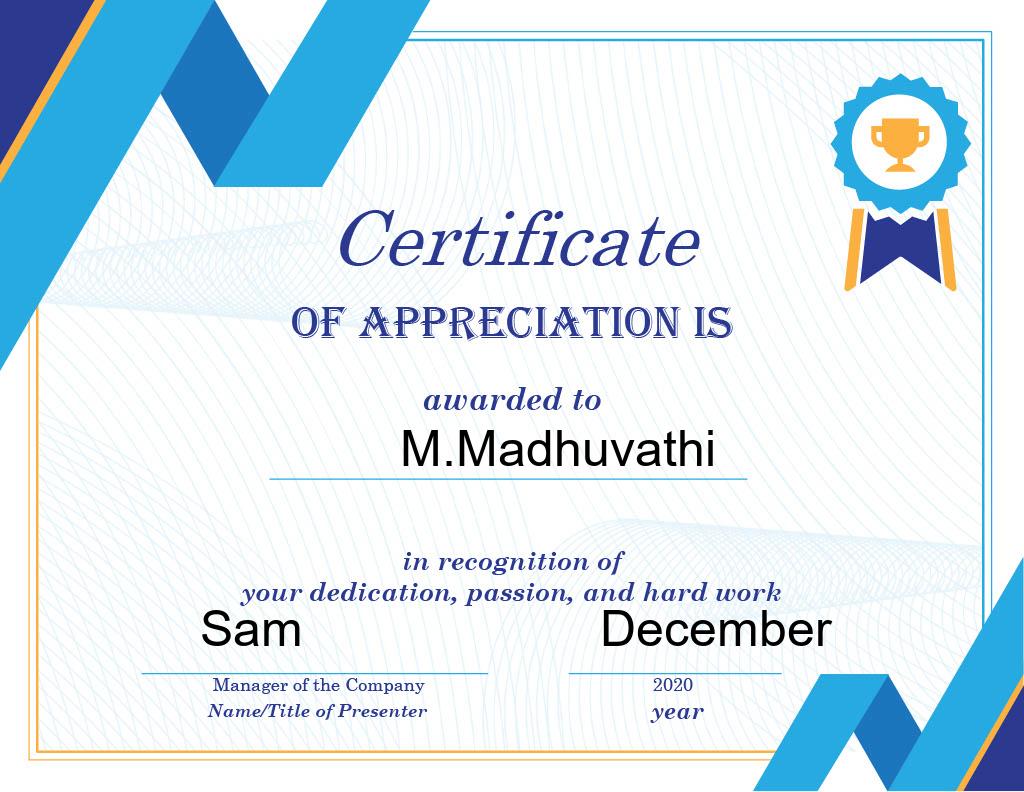 Certificate
OF APPRECIATION IS
awarded to
M.Madhuvathi
in recognition of
your dedication, passion, and hard work
Sam December
Manager of the Company 2020
Name/Title of Presenter year